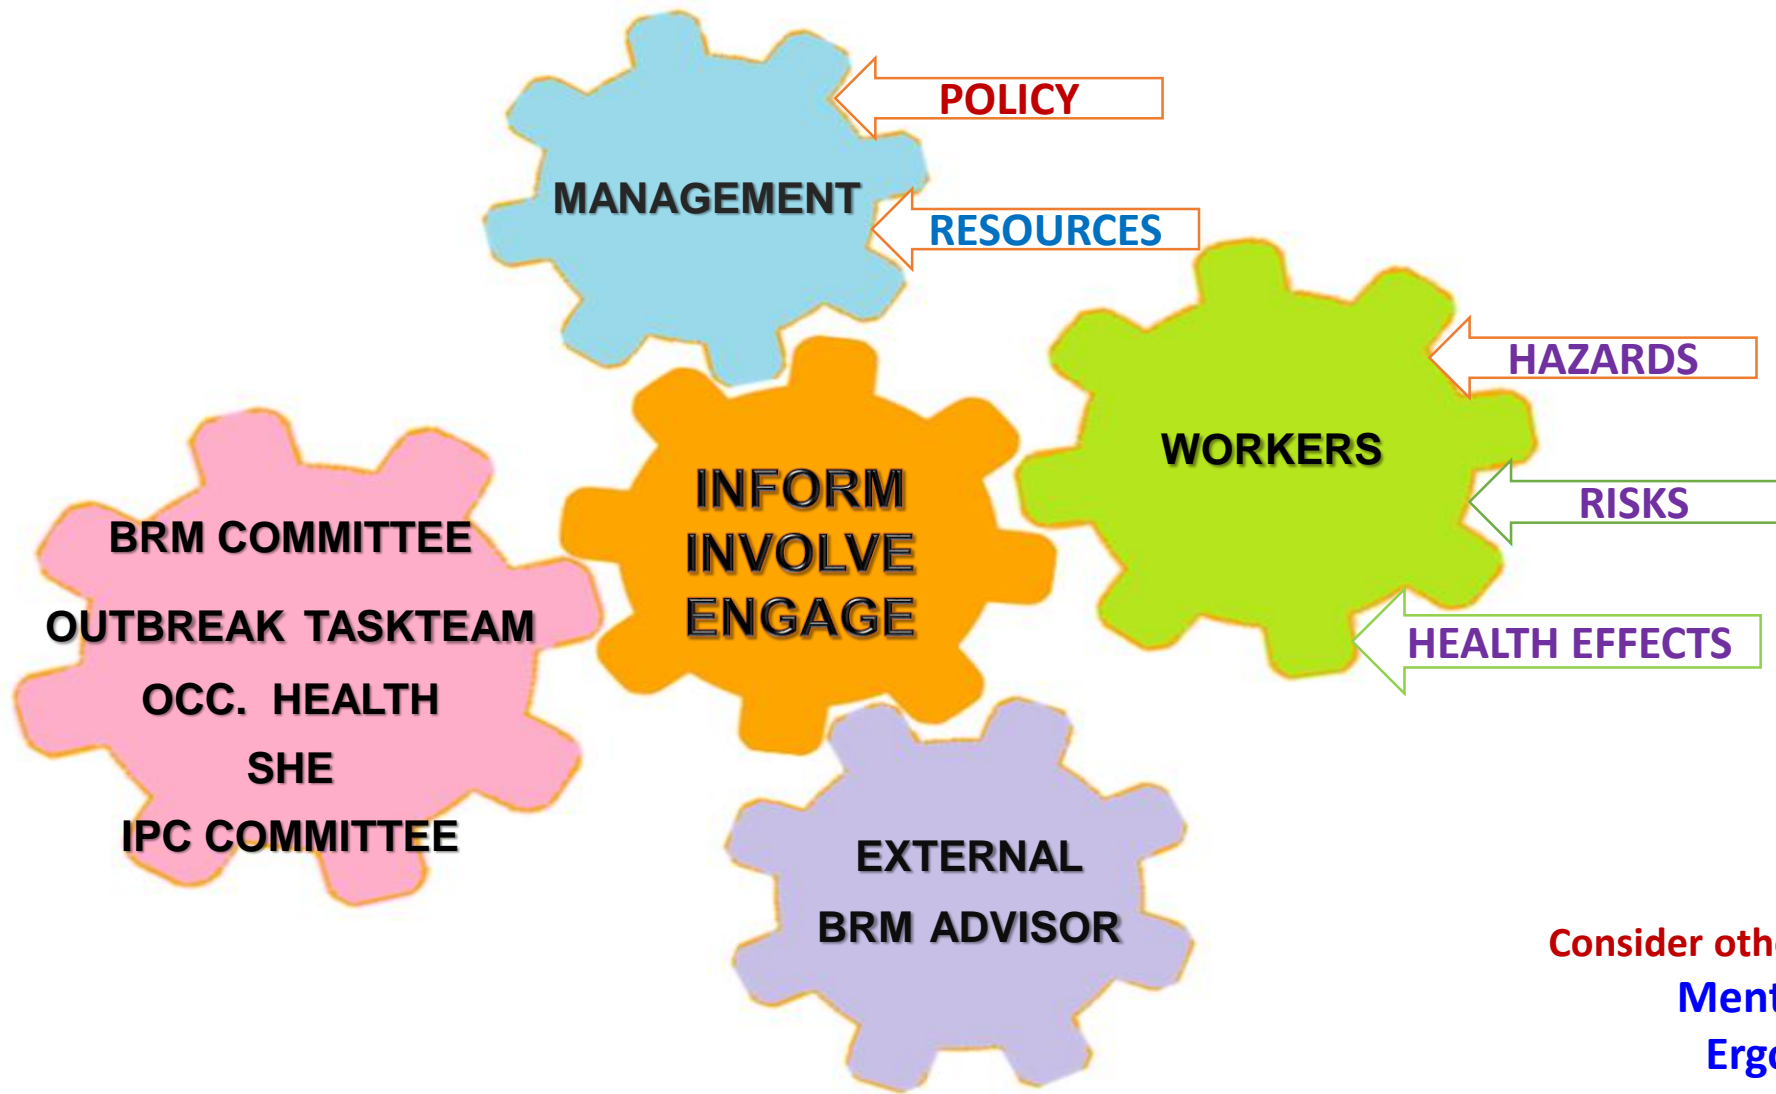 POLICY
MANAGEMENT
RESOURCES
HAZARDS
WORKERS
RISKS
HEALTH EFFECTS
INFORM
INVOLVE
ENGAGE
BRM COMMITTEE
OUTBREAK TASKTEAM
OCC. HEALTH
SHE
IPC COMMITTEE
EXTERNAL
BRM ADVISOR
Consider